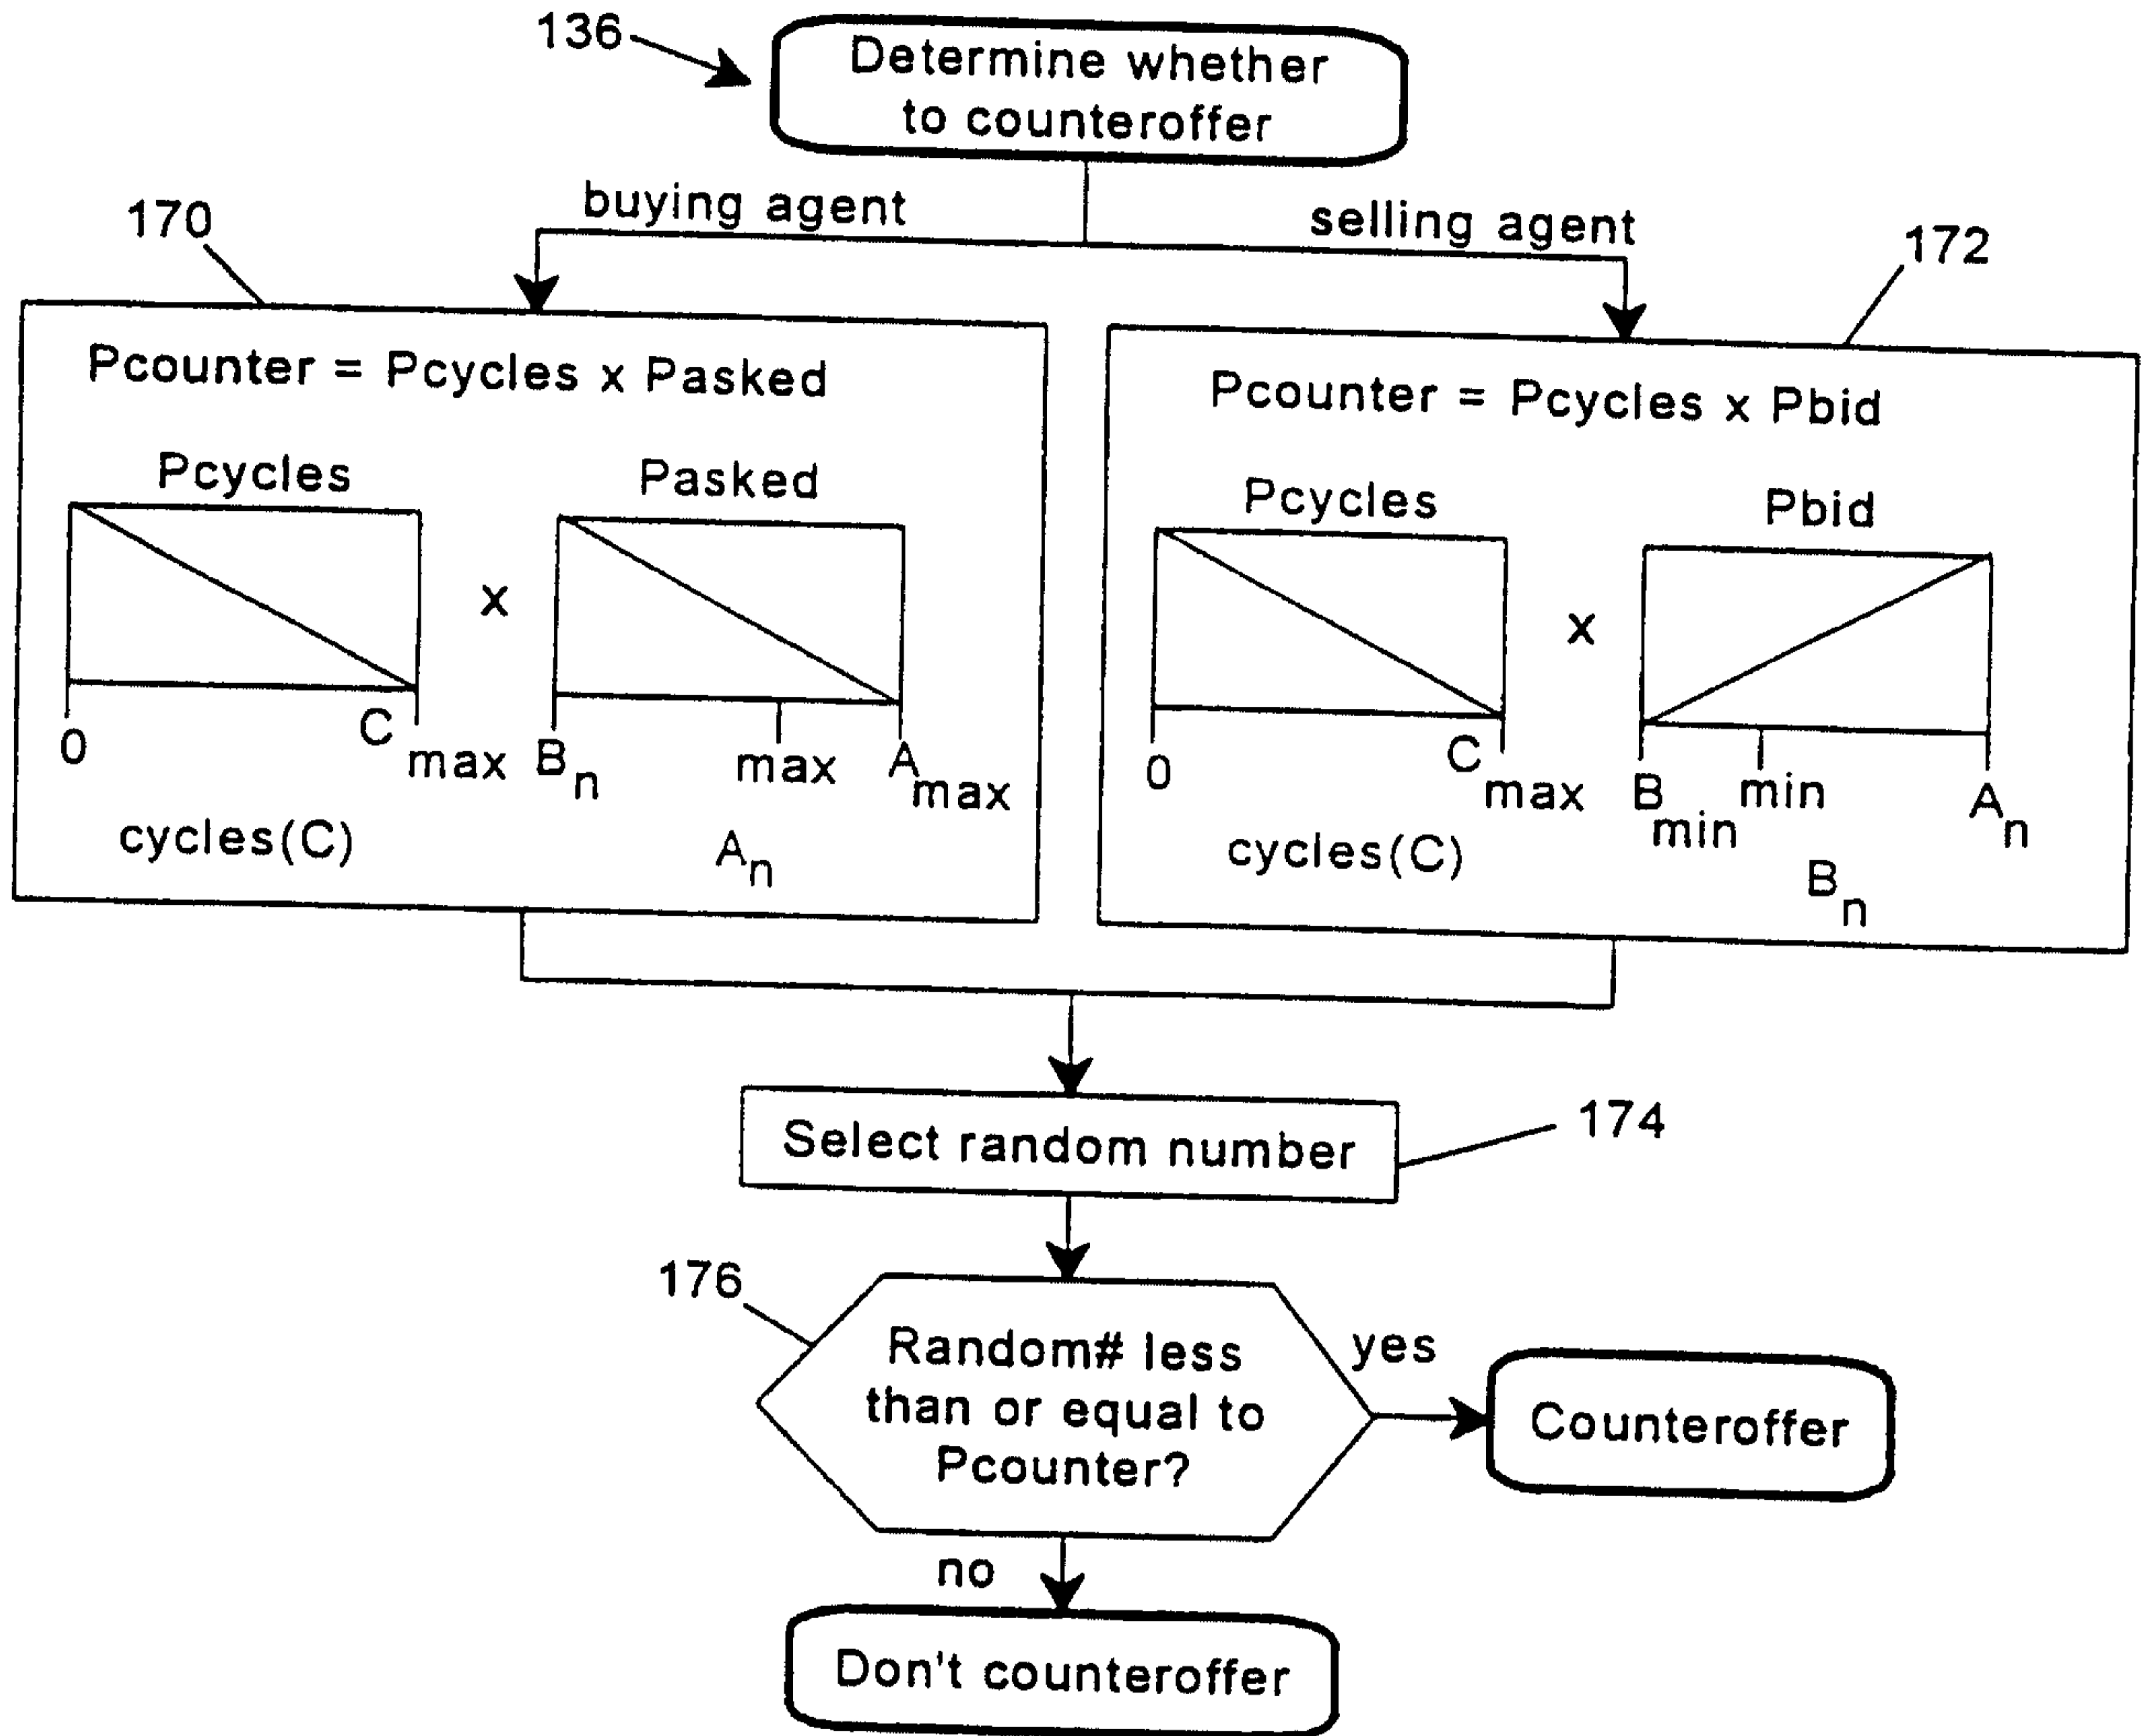 136
Determine whether
to counteroffer
buying agent
selling agent
170
172
Pcounter = Pcycles x Pasked
Pcycles
Pasked
x
0
C max
B n
max
A max
cycles(C)
A n
Pcounter = Pcycles x Pbid
Pcycles
Pbid
x
0
C max
B min
min
A n
cycles(C)
B n
Select random number
174
176
Random# less
than or equal to
Pcounter?
yes
Counteroffer
no
Don't counteroffer